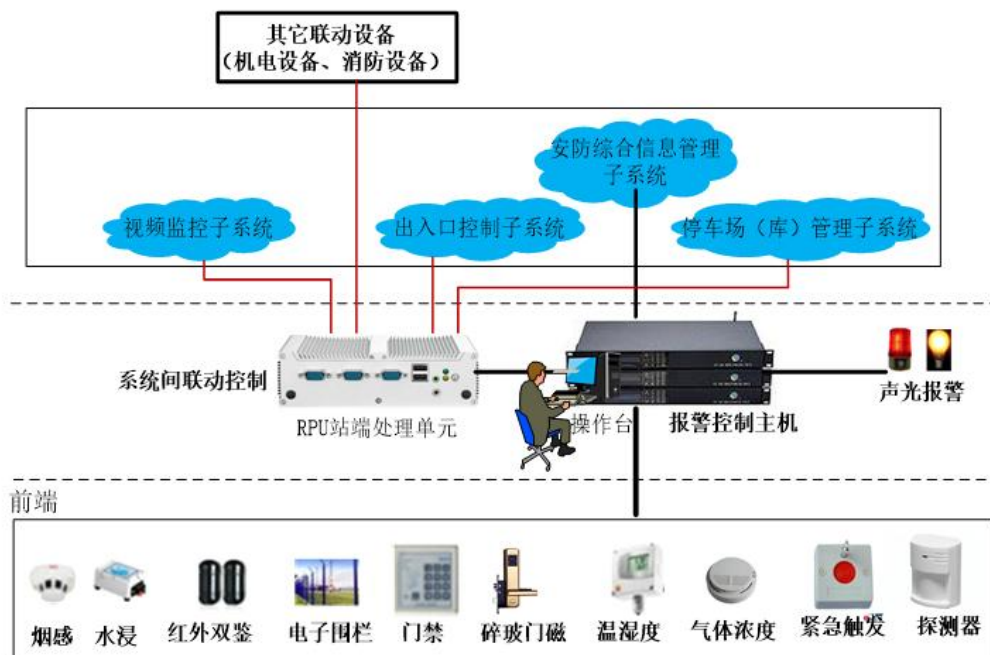 其它联动设备
（机电设备、消防设备）
安防综合信息管理
子系统
视频监控子系统
出入口控制子系统
停车场（库）管理子系统
系统间联动控制
RPU站端处理单元
操作台
报警控制主机
声光报警
前端
烟感
水浸
红外双鉴
电子围栏
门禁
碎玻门磁
温湿度
气体浓度
紧急触发
探测器